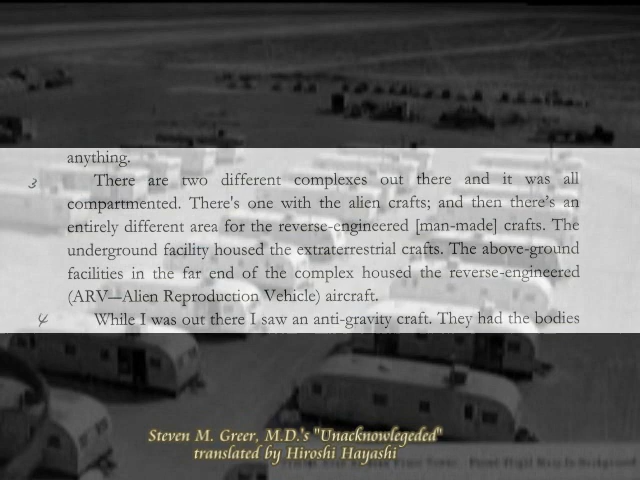 anything.
3 There are two different complexes out there and it was all
compartmented. There's one with the alien crafts; and then there's an
entirely different area for the reverse-engineered [man-made] crafts. The
underground facility housed the extraterrestrial crafts. The above-ground
facilities in the far end of the complex housed the reverse-engineered
(ARV—Alien Reproduction Vehicle) aircraft.
4 While I was out there I saw an anti-gravity craft. They had the bodies
Steven M. Greer, M.D.'s "Unacknowlegeded"
translated by Hiroshi Hayashi